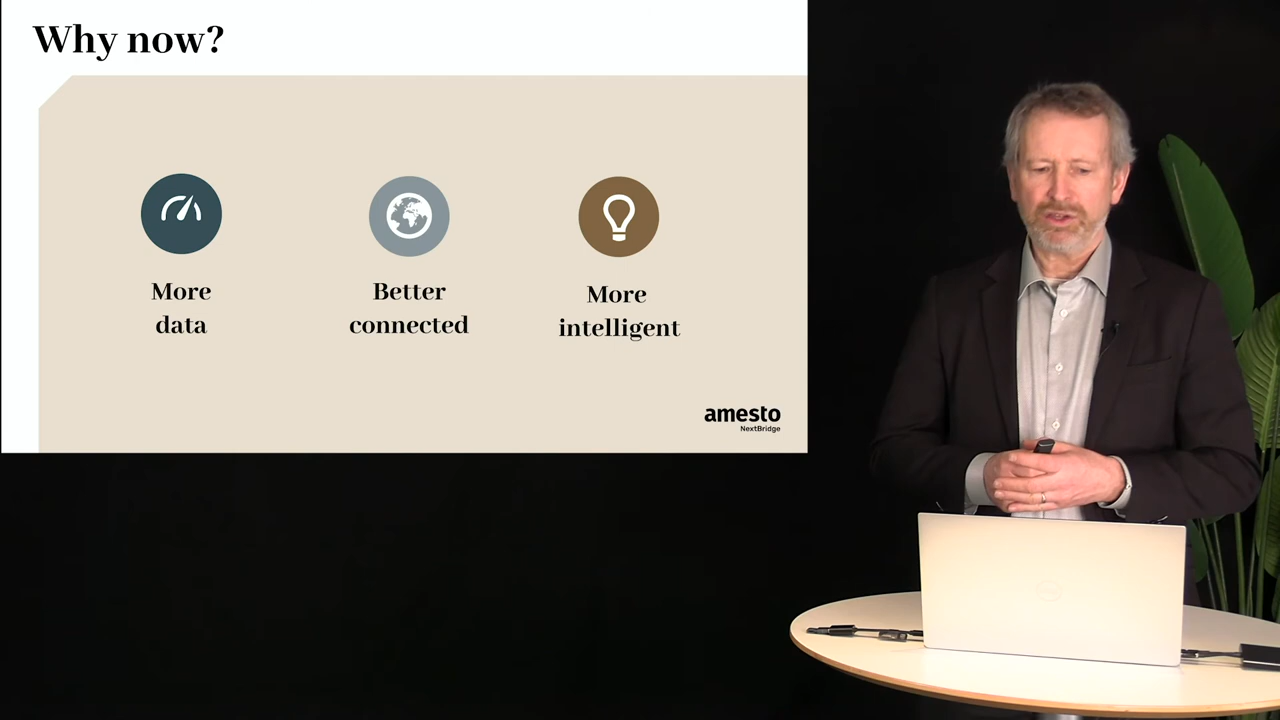 Why now?
More
data
Better
connected
More
intelligent
amesto
NextBridge